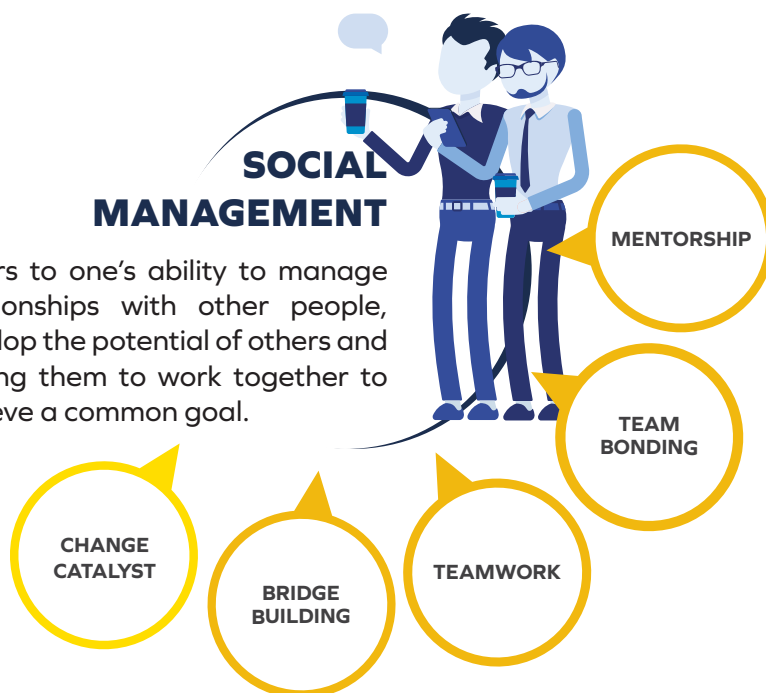 SOCIAL
MANAGEMENT
to one's ability to manage
with other people,
the potential of others and
them to work together to
a common goal.
MENTORSHIP
TEAM
BONDING
TEAMWORK
BRIDGE
BUILDING
CHANGE
CATALYST